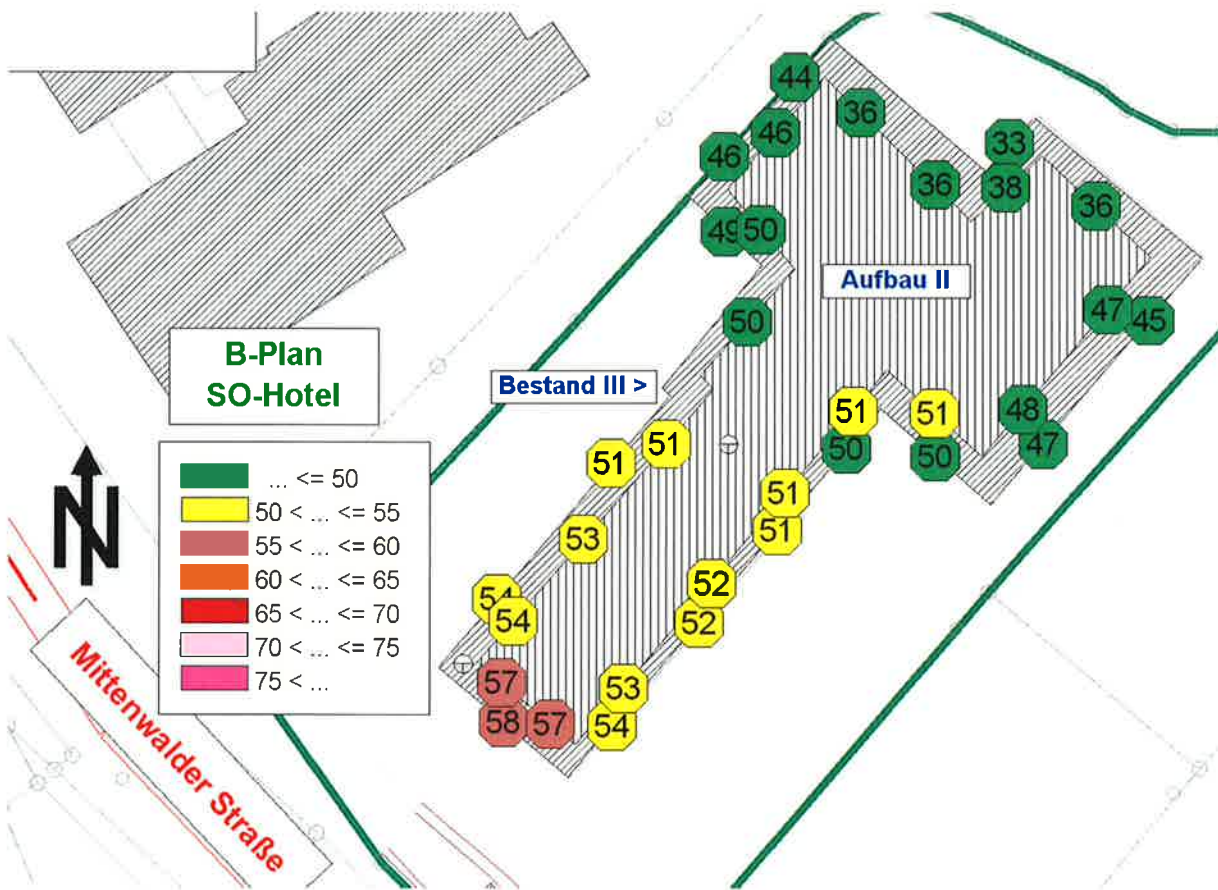 44
36
46
33
46
36
38
36
49
50
Aufbau II
47
45
50
B-Plan
SO-Hotel
Bestand III >
51
51
48
51
50
50
47
51
... <= 50
50 < ... <= 55
55 < ... <= 60
60 < ... <= 65
65 < ... <= 70
70 < ... <= 75
75 < ...
N
51
51
53
52
54
54
52
57
53
58
57
54
Mittenwalder Straße